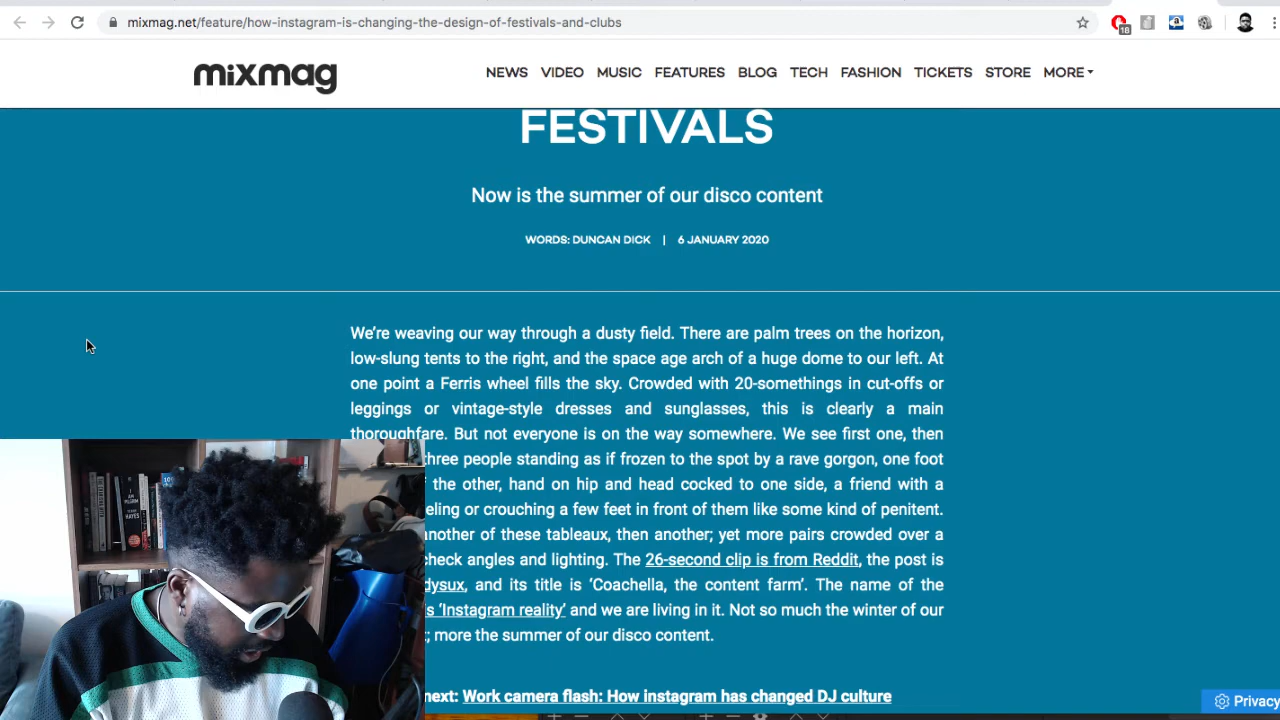 mixmag.net/feature/how-instagram-is-changing-the-design-of-festivals-and-clubs
18
mixmag
NEWS VIDEO MUSIC FEATURES BLOG TECH FASHION TICKETS STORE MORE
FESTIVALS
Now is the summer of our disco content
WORDS: DUNCAN DICK | 6 JANUARY 2020
We're weaving our way through a dusty field. There are palm trees on the horizon,
low-slung tents to the right, and the space age arch of a huge dome to our left. At
one point a Ferris wheel fills the sky. Crowded with 20-somethings in cut-offs or
leggings or vintage-style dresses and sunglasses, this is clearly a main
thoroughfare. But not everyone is on the way somewhere. We see first one, then
three people standing as if frozen to the spot by a rave gorgon, one foot
the other, hand on hip and head cocked to one side, a friend with a
or crouching a few feet in front of them like some kind of penitent.
another of these tableaux, then another; yet more pairs crowded over a
check angles and lighting. The 26-second clip is from Reddit, the post is
and its title is 'Coachella, the content farm'. The name of the
'Instagram reality' and we are living in it. Not so much the winter of our
; more the summer of our disco content.
next: Work camera flash: How instagram has changed DJ culture
Privacy
I AM
PILGRIM
TERRY
HAYES